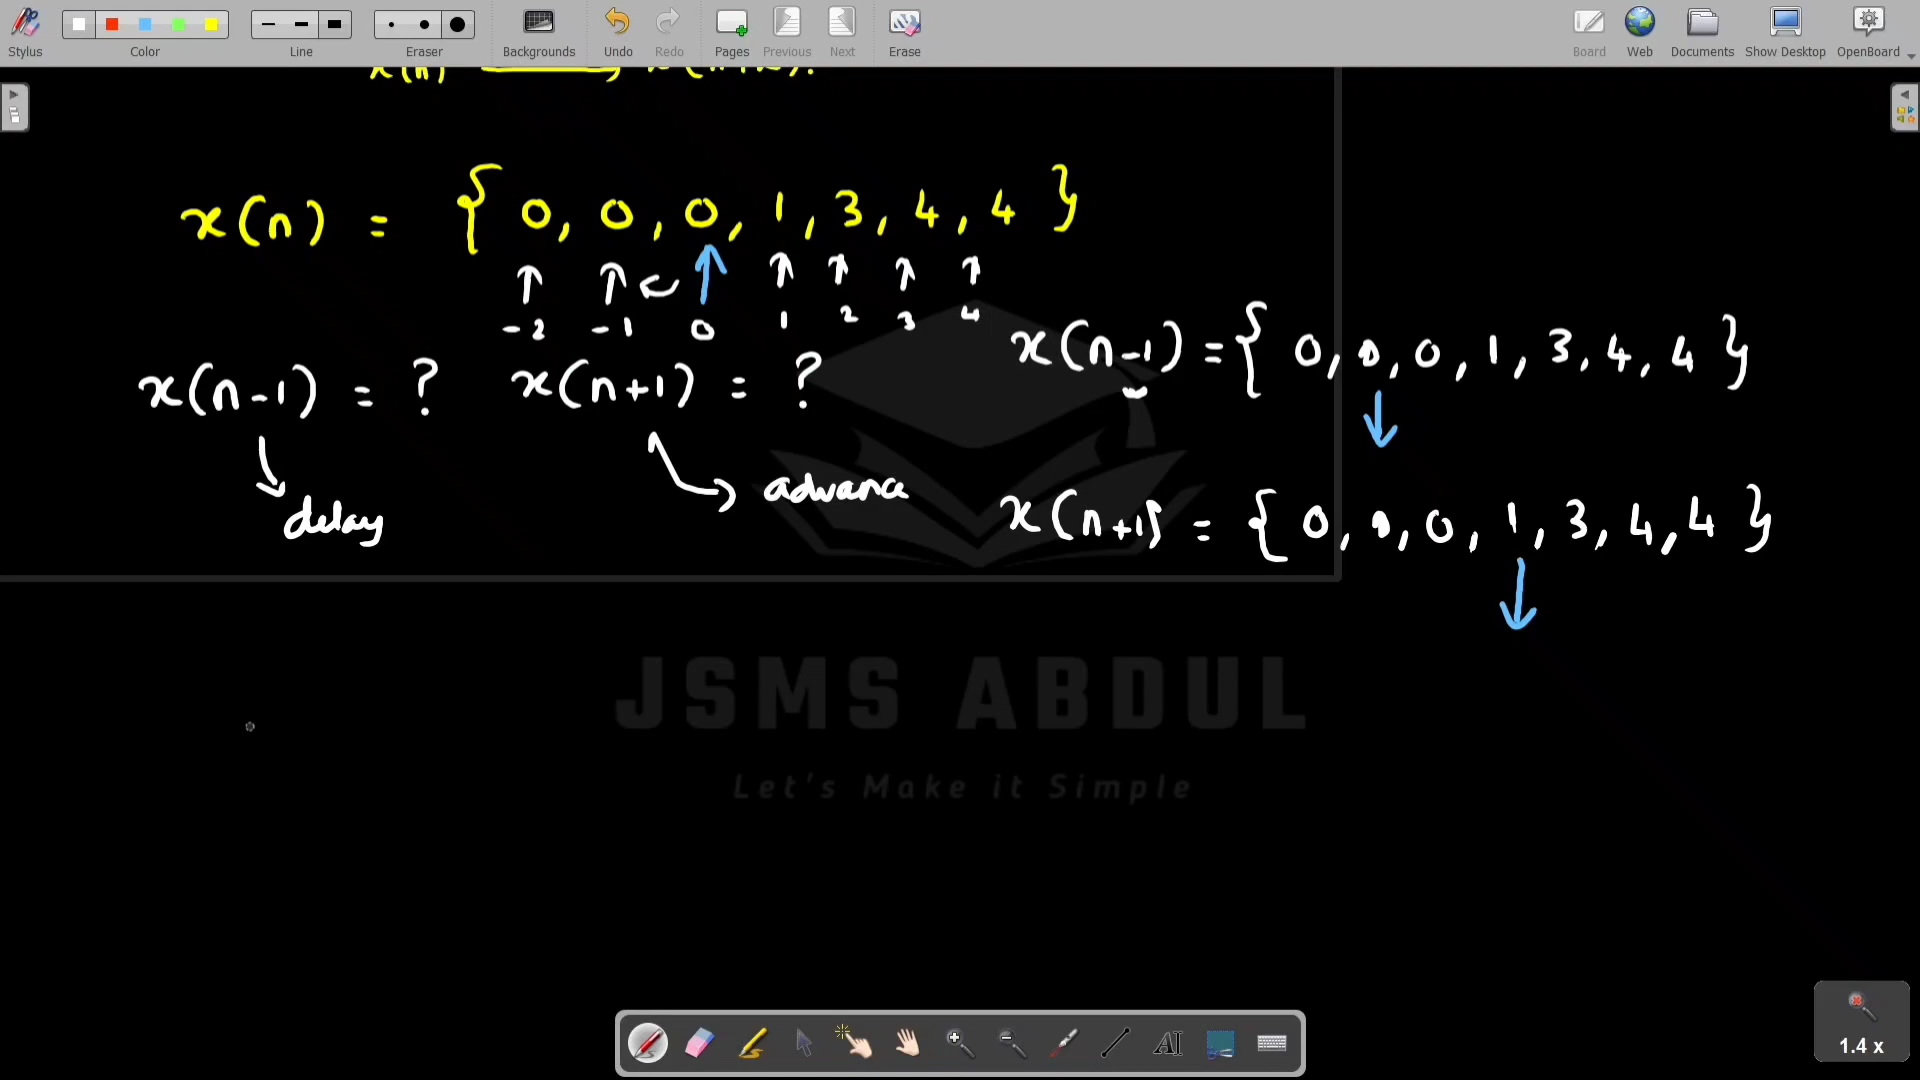 Stylus Color Line Eraser Backgrounds Undo Redo Pages Previous Next Erase Board Web Documents Show Desktop OpenBoard
x(n) = { 0, 0, 0, 1, 3, 4, 4 }
-2 -1 0 1 2 3 4
x(n-1) = ? x(n+1) = ?
x(n-1) = { 0, 0, 0, 1, 3, 4, 4 }
delay
advance
x(n+1) = { 0, 0, 0, 1, 3, 4, 4 }
JSMS ABDUL
Let's Make it Simple
AI
1.4 x